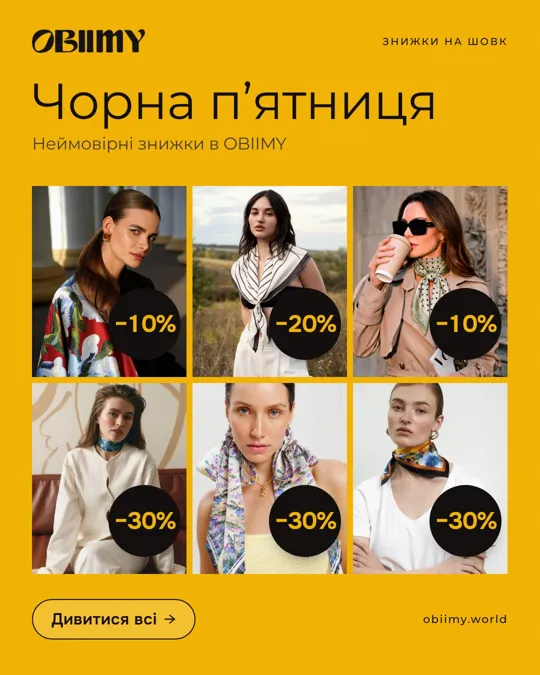 OBIIMY
ЗНИЖКИ НА ШОВК
Чорна п’ятниця
Неймовірні знижки в OBIIMY
-10%
-20%
-10%
-30%
-30%
-30%
Дивитися всі →
obiimy.world